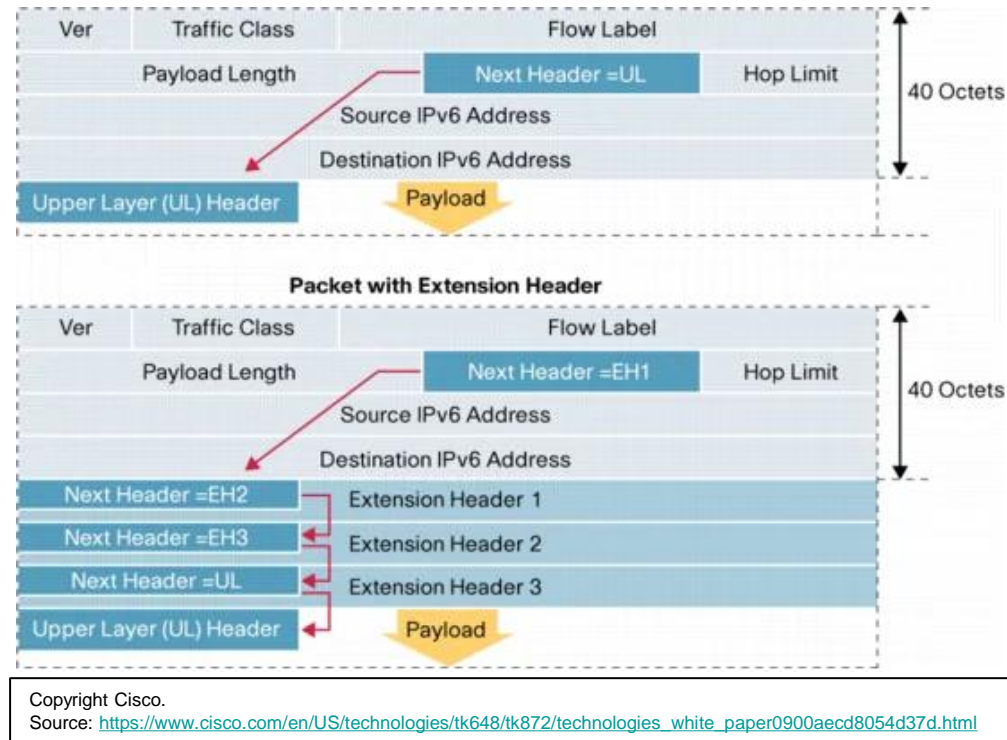 Ver Traffic Class Flow Label
Payload Length Next Header =UL Hop Limit
40 Octets
Source IPv6 Address
Destination IPv6 Address
Upper Layer (UL) Header Payload
Packet with Extension Header
Ver Traffic Class Flow Label
Payload Length Next Header =EH1 Hop Limit
40 Octets
Source IPv6 Address
Destination IPv6 Address
Next Header =EH2 Extension Header 1
Next Header =EH3 Extension Header 2
Next Header =UL Extension Header 3
Upper Layer (UL) Header Payload
Copyright Cisco.
Source: https://www.cisco.com/en/US/technologies/tk648/tk872/technologies_white_paper0900aecd8054d37d.html